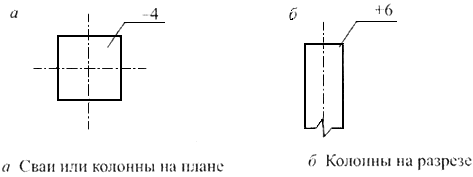 а
–4
б
+6
а Сваи или колонны на плане
б Колонны на разрезе